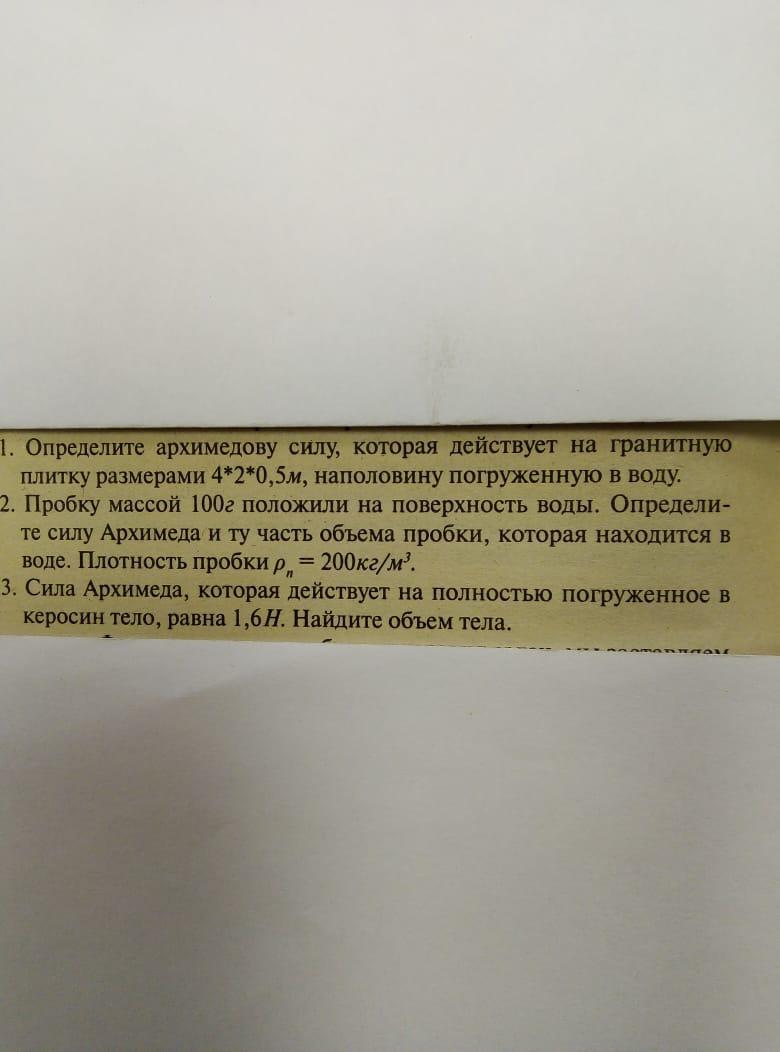 1. Определите архимедову силу, которая действует на гранитную
плитку размерами 4*2*0,5м, наполовину погруженную в воду.
2. Пробку массой 100г положили на поверхность воды. Определи-
те силу Архимеда и ту часть объема пробки, которая находится в
воде. Плотность пробки ρп = 200кг/м³.
3. Сила Архимеда, которая действует на полностью погруженное в
керосин тело, равна 1,6Н. Найдите объем тела.